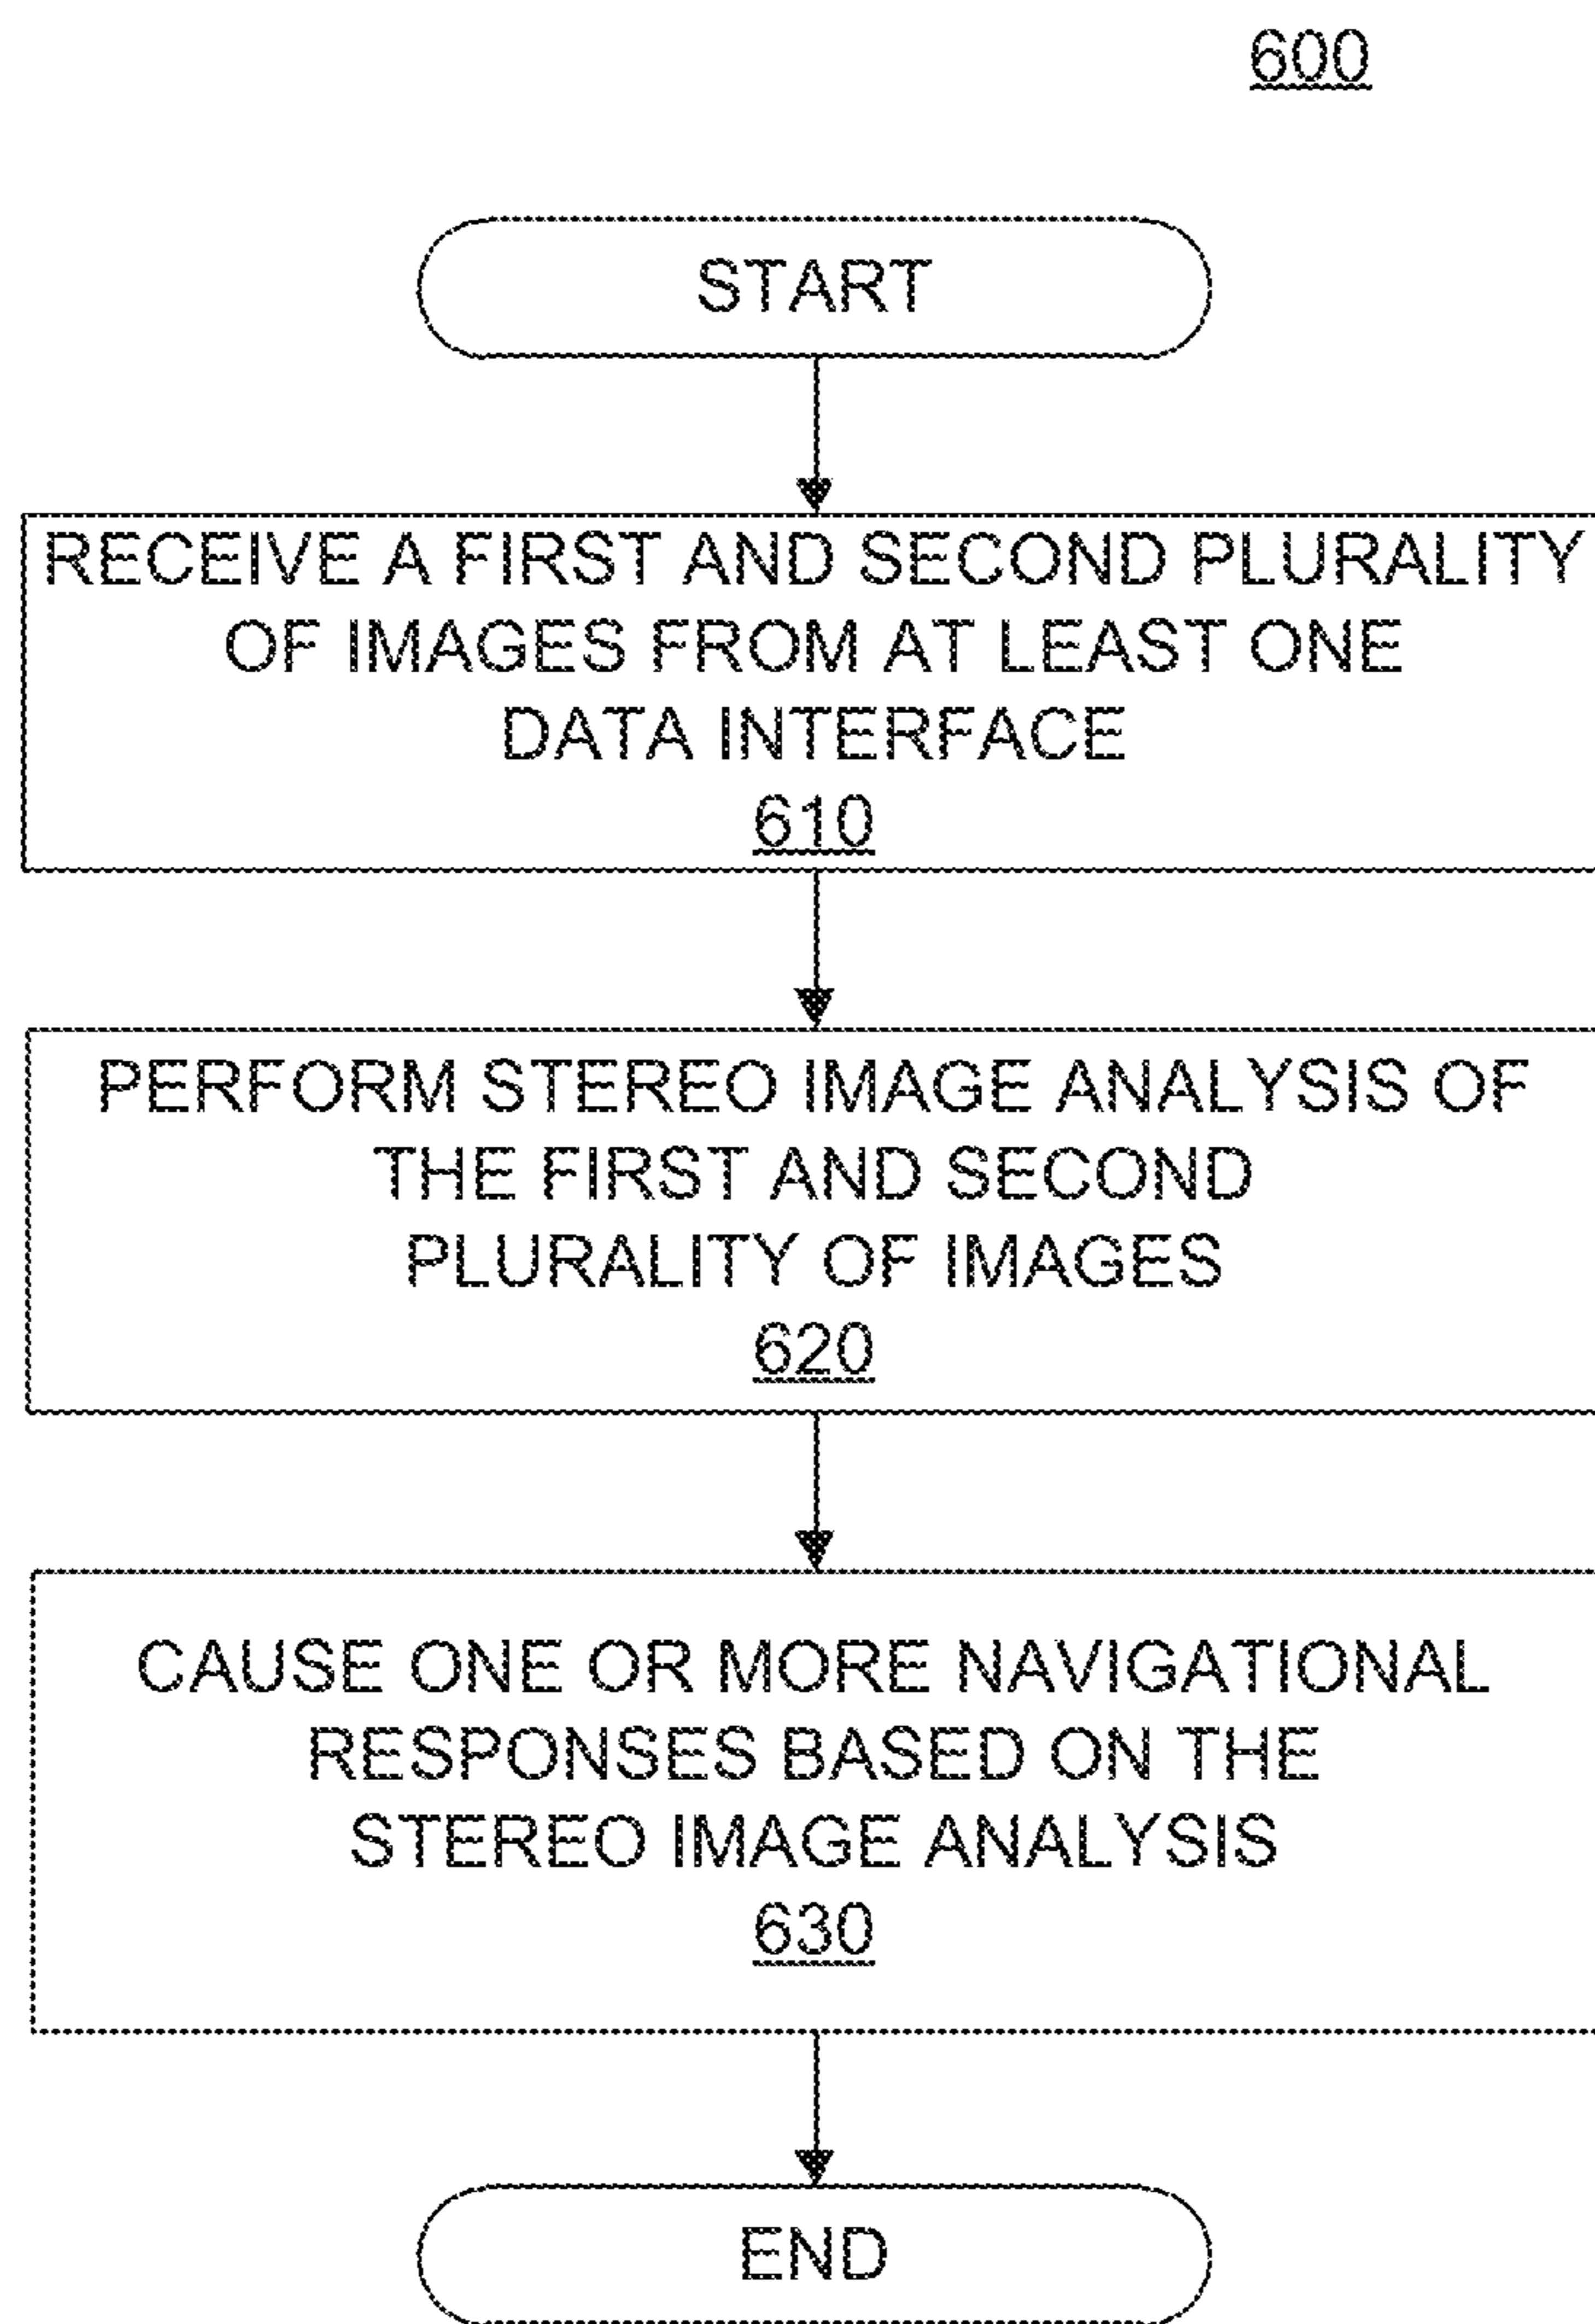 600
START
RECEIVE A FIRST AND SECOND PLURALITY
OF IMAGES FROM AT LEAST ONE
DATA INTERFACE
610
PERFORM STEREO IMAGE ANALYSIS OF
THE FIRST AND SECOND
PLURALITY OF IMAGES
620
CAUSE ONE OR MORE NAVIGATIONAL
RESPONSES BASED ON THE
STEREO IMAGE ANALYSIS
630
END